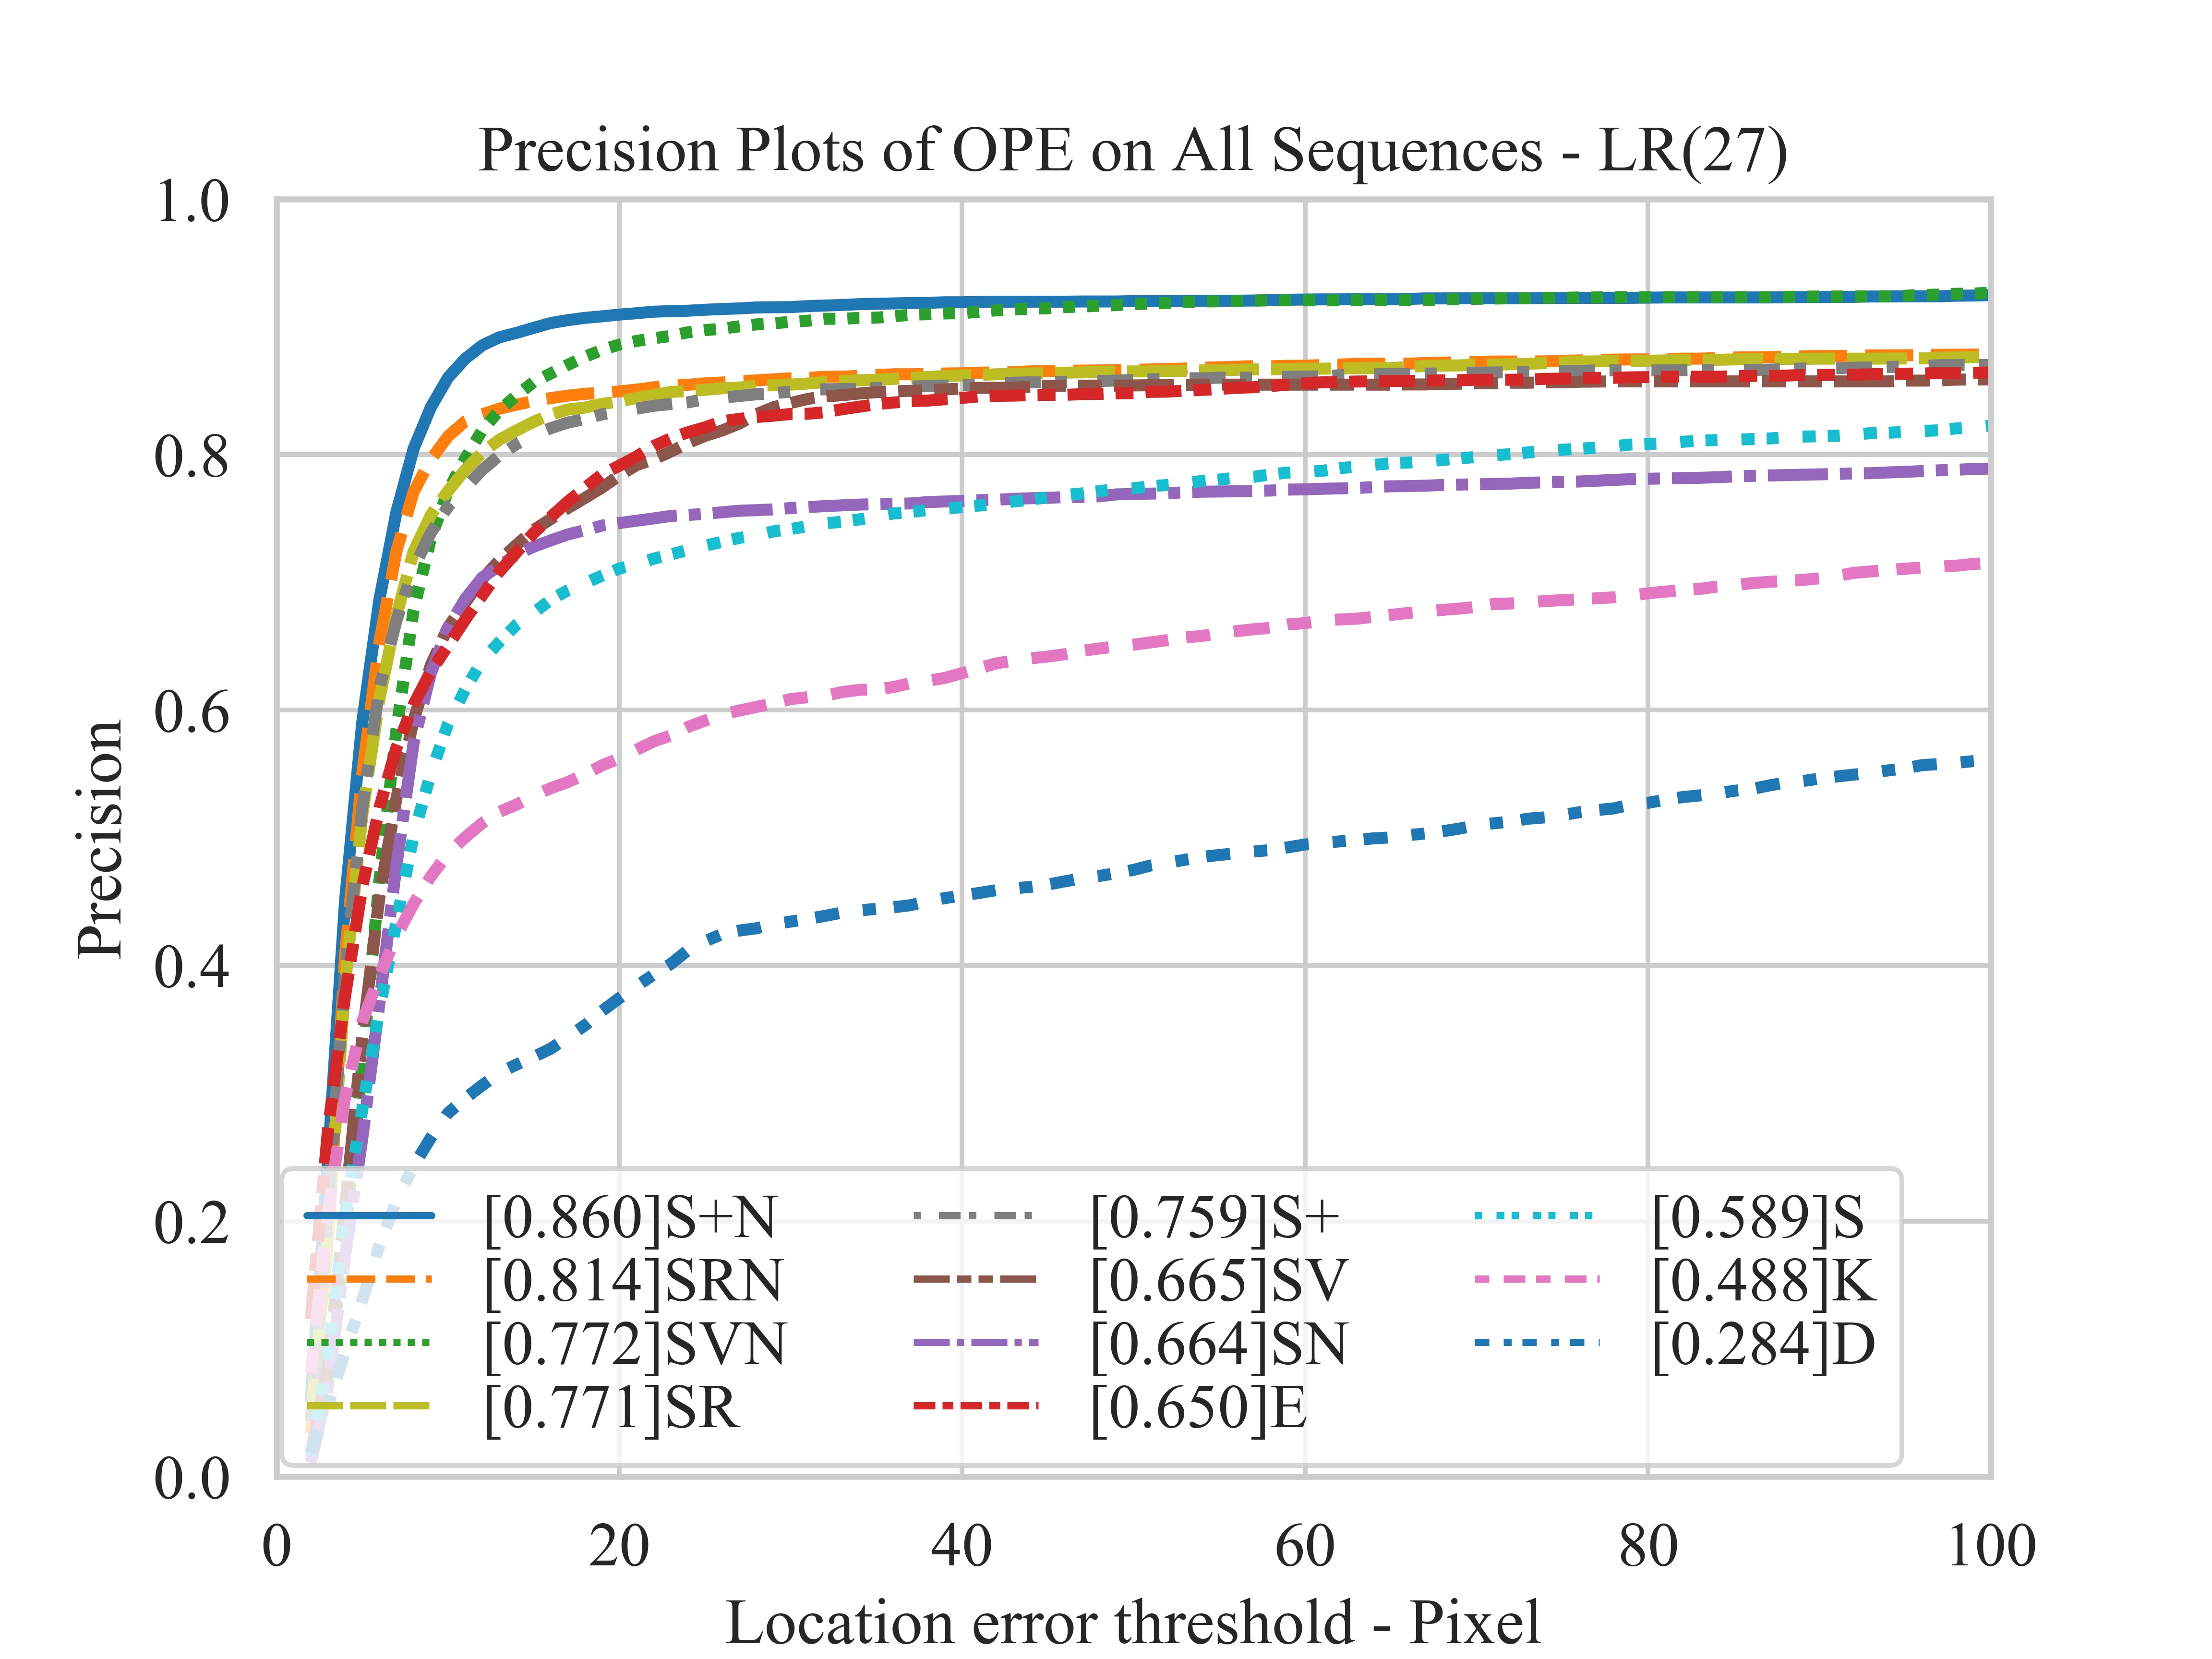 Precision Plots of OPE on All Sequences - LR(27)
1.0
0.8
0.6
0.4
0.2
0.0
Precision
[0.860]S+N
[0.814]SRN
[0.772]SVN
[0.771]SR
[0.759]S+
[0.665]SV
[0.664]SN
[0.650]E
[0.589]S
[0.488]K
[0.284]D
0 20 40 60 80 100
Location error threshold - Pixel